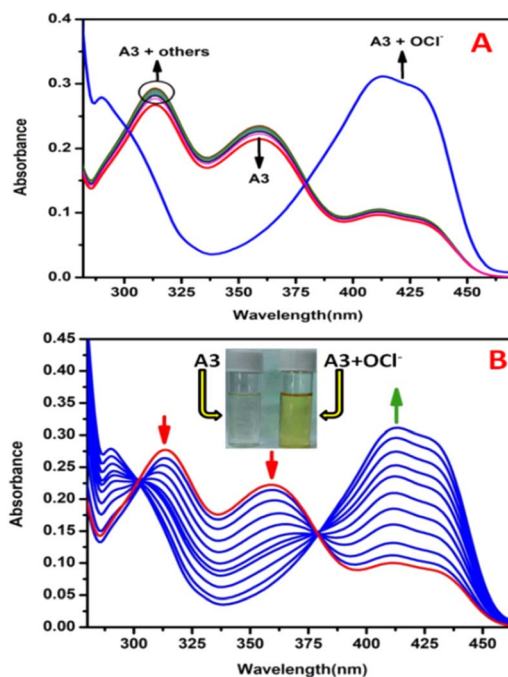 A
A3 + others
A3 + OCl⁻
A3
Absorbance
0.4
0.3
0.2
0.1
0.0
300 325 350 375 400 425 450
Wavelength(nm)
B
A3
A3+OCl⁻
Absorbance
0.45
0.40
0.35
0.30
0.25
0.20
0.15
0.10
0.05
0.00
300 325 350 375 400 425 450
Wavelength(nm)